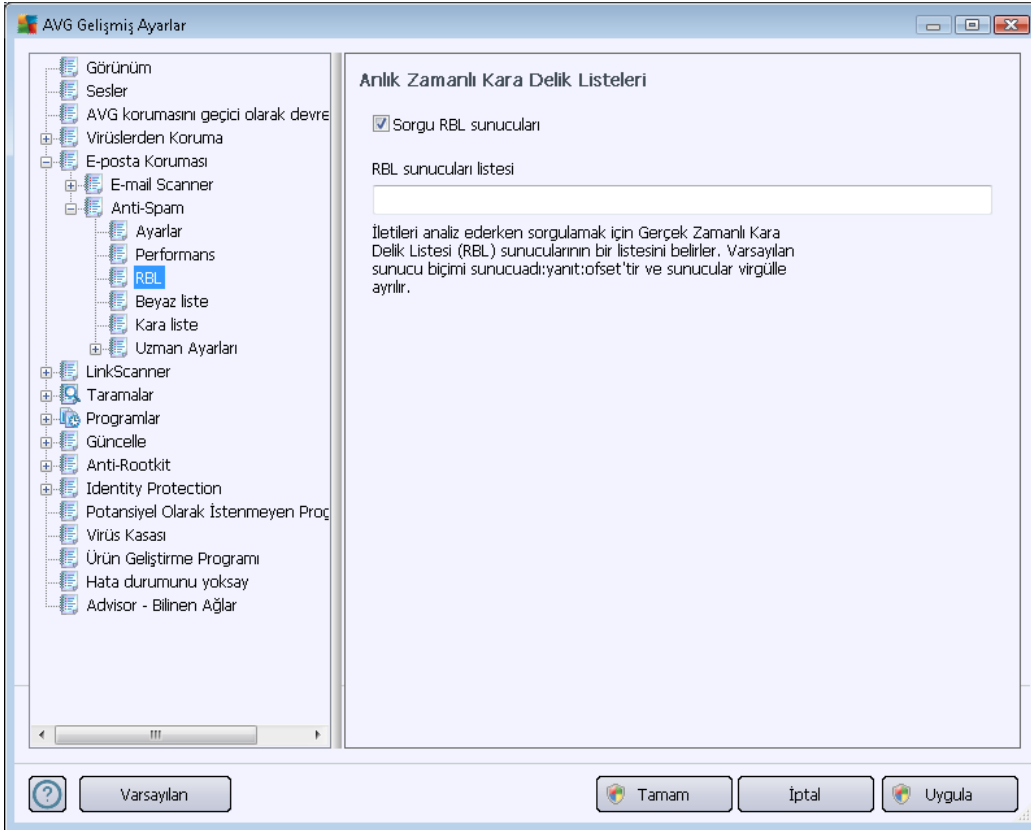 AVG Gelişmiş Ayarlar
Görünüm
Sesler
AVG korumasını geçici olarak devre
Virüslerden Koruma
E-posta Koruması
E-mail Scanner
Anti-Spam
Ayarlar
Performans
RBL
Beyaz liste
Kara liste
Uzman Ayarları
LinkScanner
Taramalar
Programlar
Güncelle
Anti-Rootkit
Identity Protection
Potansiyel Olarak İstenmeyen Prog
Virüs Kasası
Ürün Geliştirme Programı
Hata durumunu yoksay
Advisor - Bilinen Ağlar
Anlık Zamanlı Kara Delik Listeleri
Sorgu RBL sunucuları
RBL sunucuları listesi
İletileri analiz ederken sorgulamak için Gerçek Zamanlı Kara
Delik Listesi (RBL) sunucularının bir listesini belirler. Varsayılan
sunucu biçimi sunucuadı:yanıt:ofset'tir ve sunucular virgülle
ayrılır.
Varsayılan
Tamam
İptal
Uygula